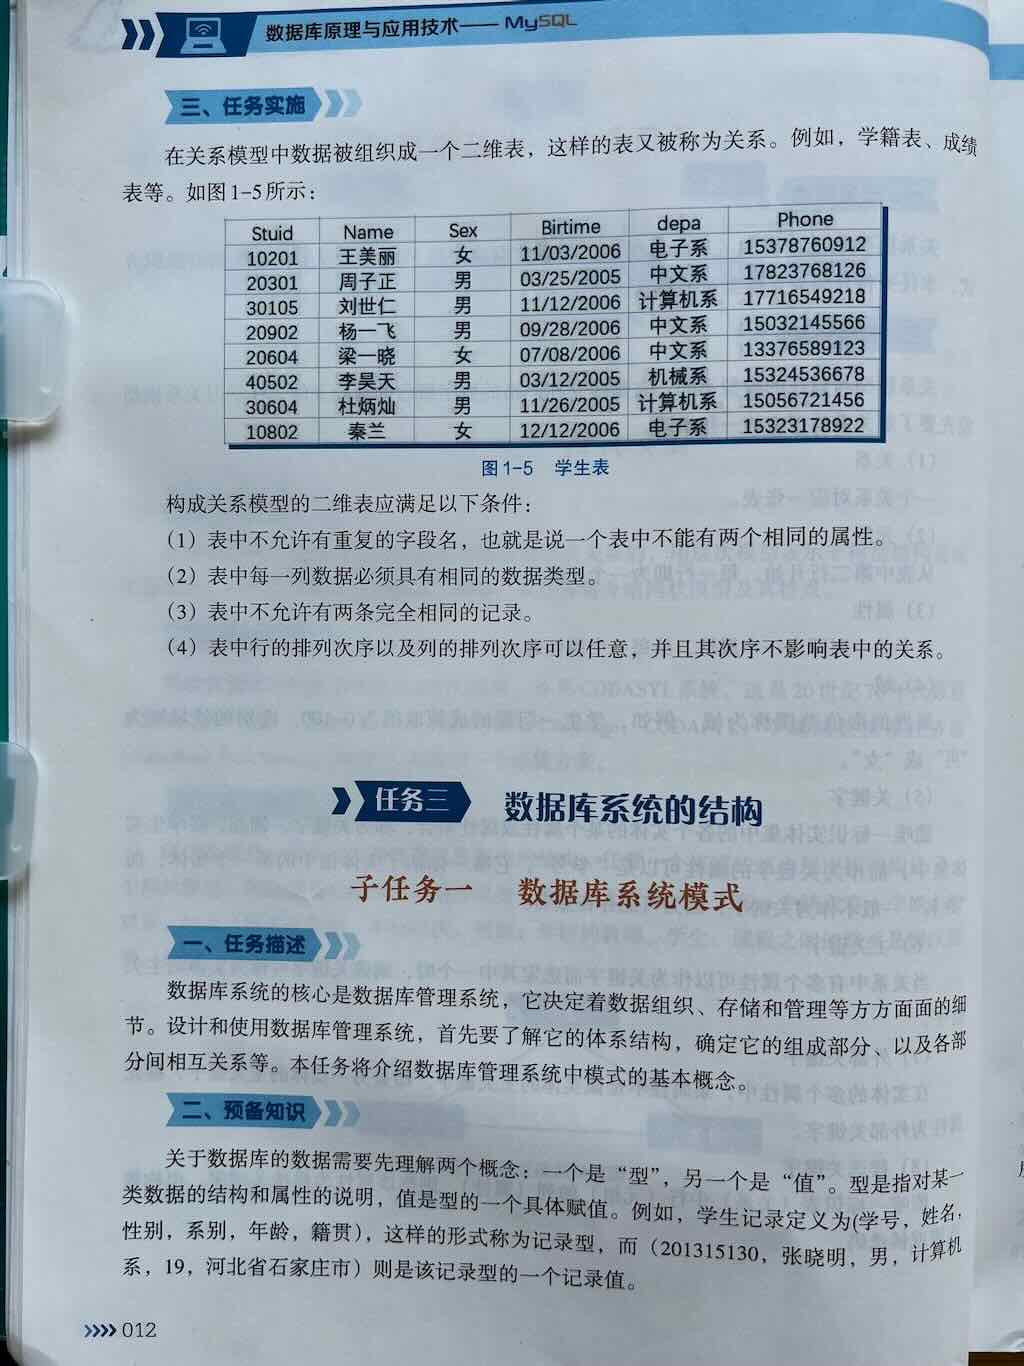 数据库原理与应用技术—— MySQL
三、任务实施
在关系模型中数据被组织成一个二维表，这样的表又被称为关系。例如，学籍表、成绩
表等。如图1-5所示：
Stuid Name Sex Birtime depa Phone
10201 王美丽 女 11/03/2006 电子系 15378760912
20301 周子正 男 03/25/2005 中文系 17823768126
30105 刘世仁 男 11/12/2006 计算机系 17716549218
20902 杨一飞 男 09/28/2006 中文系 15032145566
20604 梁一晓 女 07/08/2006 中文系 13376589123
40502 李昊天 男 03/12/2005 机械系 15324536678
30604 杜炳灿 男 11/26/2005 计算机系 15056721456
10802 秦兰 女 12/12/2006 电子系 15323178922
图1-5 学生表
构成关系模型的二维表应满足以下条件：
（1）表中不允许有重复的字段名，也就是说一个表中不能有两个相同的属性。
（2）表中每一列数据必须具有相同的数据类型。
（3）表中不允许有两条完全相同的记录。
（4）表中行的排列次序以及列的排列次序可以任意，并且其次序不影响表中的关系。
任务三 数据库系统的结构
子任务一 数据库系统模式
一、任务描述
数据库系统的核心是数据库管理系统，它决定着数据组织、存储和管理等方方面面的细
节。设计和使用数据库管理系统，首先要了解它的体系结构，确定它的组成部分、以及各部
分间相互关系等。本任务将介绍数据库管理系统中模式的基本概念。
二、预备知识
关于数据库的数据需要先理解两个概念：一个是“型”，另一个是“值”。型是指对某一
类数据的结构和属性的说明，值是型的一个具体赋值。例如，学生记录定义为(学号，姓名，
性别，系别，年龄，籍贯)，这样的形式称为记录型，而（201315130，张晓明，男，计算机
系，19，河北省石家庄市）则是该记录型的一个记录值。
012